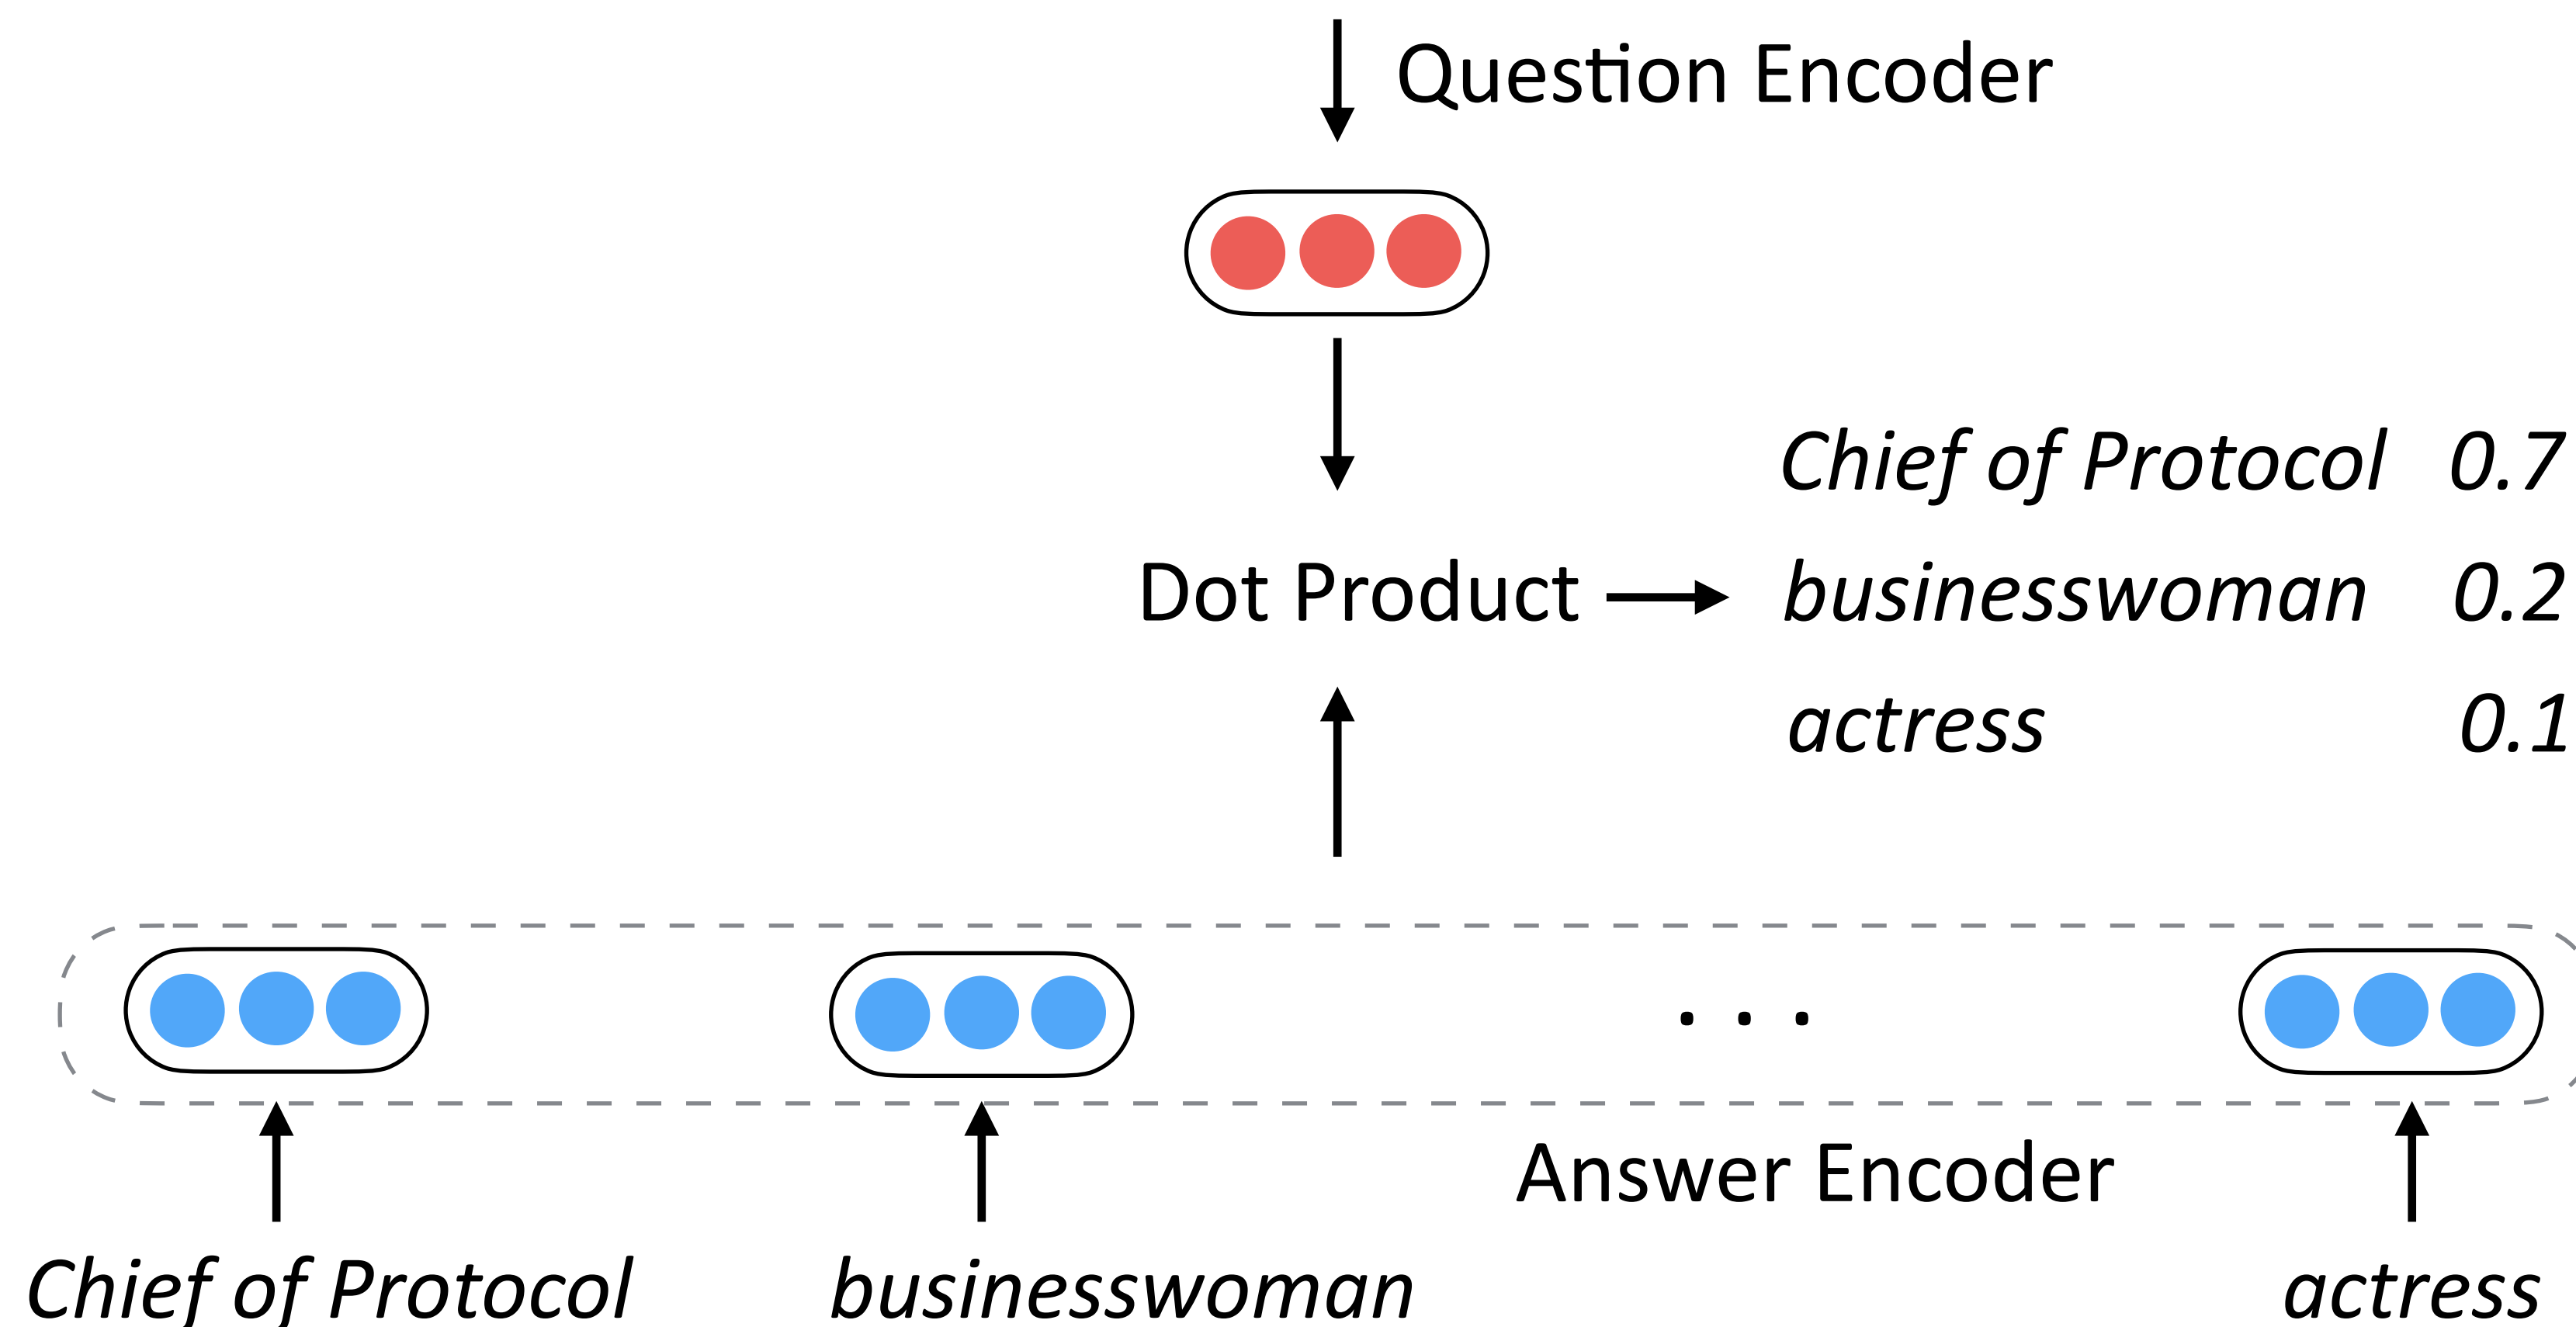 Question Encoder
Chief of Protocol 0.7
Dot Product businesswoman 0.2
actress 0.1
. . .
Answer Encoder
Chief of Protocol businesswoman actress